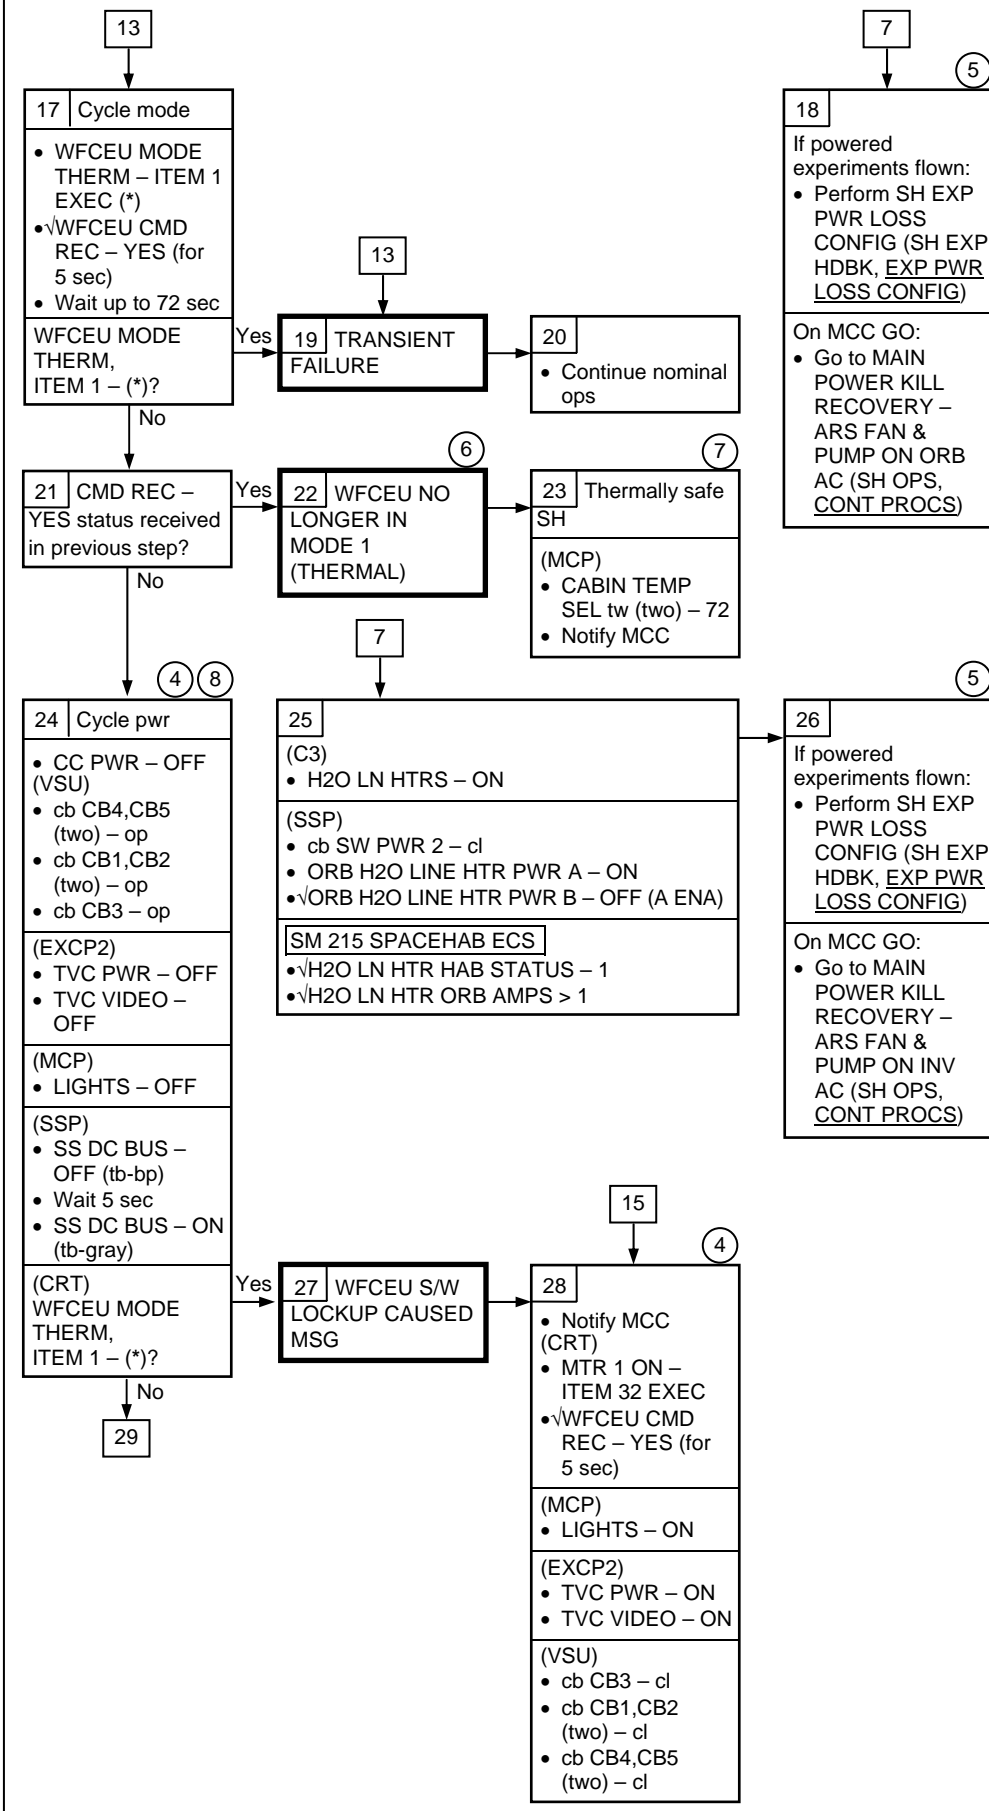 13
17 Cycle mode
• WFCEU MODE
THERM – ITEM 1
EXEC (*)
•√WFCEU CMD
REC – YES (for
5 sec)
• Wait up to 72 sec
WFCEU MODE
THERM,
ITEM 1 – (*)?
Yes
No
13
19 TRANSIENT
FAILURE
20
• Continue nominal
ops
7
5
18
If powered
experiments flown:
• Perform SH EXP
PWR LOSS
CONFIG (SH EXP
HDBK, EXP PWR
LOSS CONFIG)
On MCC GO:
• Go to MAIN
POWER KILL
RECOVERY –
ARS FAN &
PUMP ON ORB
AC (SH OPS,
CONT PROCS)
21 CMD REC –
YES status received
in previous step?
Yes
No
6
22 WFCEU NO
LONGER IN
MODE 1
(THERMAL)
7
23 Thermally safe
SH
(MCP)
• CABIN TEMP
SEL tw (two) – 72
• Notify MCC
4 8
24 Cycle pwr
• CC PWR – OFF
(VSU)
• cb CB4,CB5
(two) – op
• cb CB1,CB2
(two) – op
• cb CB3 – op
(EXCP2)
• TVC PWR – OFF
• TVC VIDEO –
OFF
(MCP)
• LIGHTS – OFF
(SSP)
• SS DC BUS –
OFF (tb-bp)
• Wait 5 sec
• SS DC BUS – ON
(tb-gray)
(CRT)
WFCEU MODE
THERM,
ITEM 1 – (*)?
Yes
No
29
7
25
(C3)
• H2O LN HTRS – ON
(SSP)
• cb SW PWR 2 – cl
• ORB H2O LINE HTR PWR A – ON
•√ORB H2O LINE HTR PWR B – OFF (A ENA)
SM 215 SPACEHAB ECS
•√H2O LN HTR HAB STATUS – 1
•√H2O LN HTR ORB AMPS > 1
5
26
If powered
experiments flown:
• Perform SH EXP
PWR LOSS
CONFIG (SH EXP
HDBK, EXP PWR
LOSS CONFIG)
On MCC GO:
• Go to MAIN
POWER KILL
RECOVERY –
ARS FAN &
PUMP ON INV
AC (SH OPS,
CONT PROCS)
27 WFCEU S/W
LOCKUP CAUSED
MSG
15
4
28
• Notify MCC
(CRT)
• MTR 1 ON –
ITEM 32 EXEC
•√WFCEU CMD
REC – YES (for
5 sec)
(MCP)
• LIGHTS – ON
(EXCP2)
• TVC PWR – ON
• TVC VIDEO – ON
(VSU)
• cb CB3 – cl
• cb CB1,CB2
(two) – cl
• cb CB4,CB5
(two) – cl